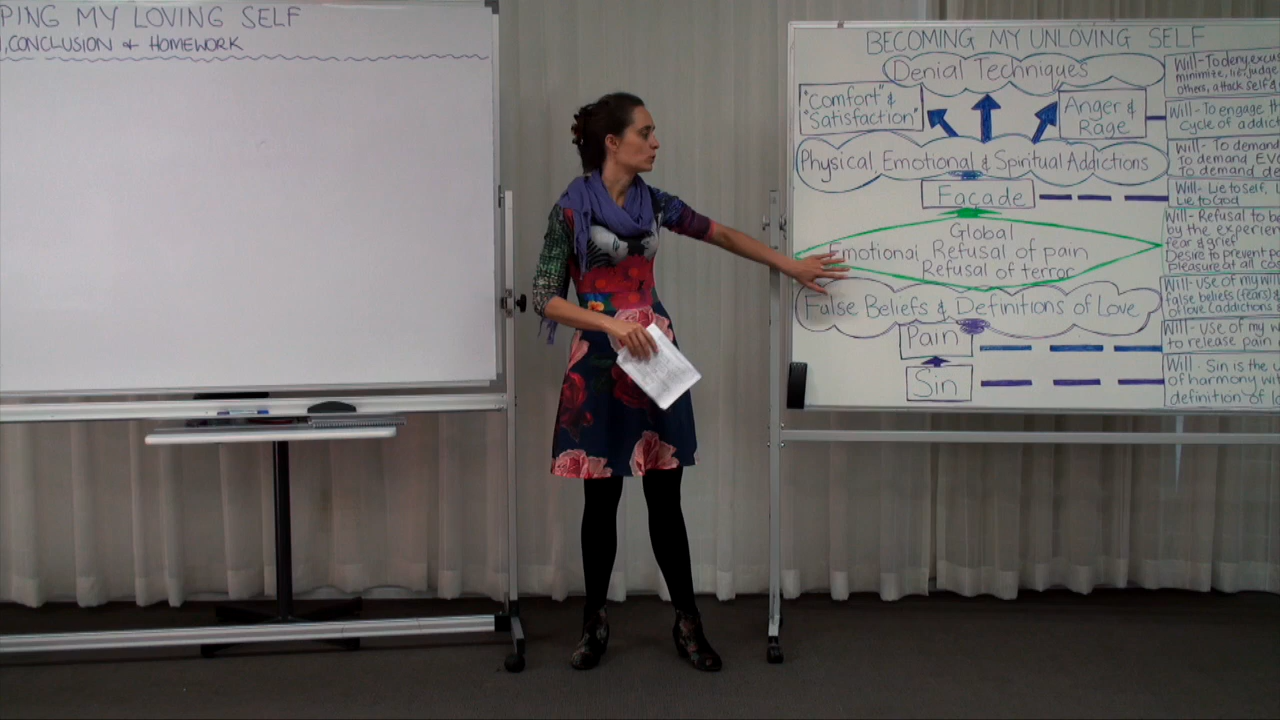 PING MY LOVING SELF
CONCLUSION & HOMEWORK
BECOMING MY UNLOVING SELF
Denial Techniques
"Comfort" &
"Satisfaction"
Anger &
Rage
Physical, Emotional & Spiritual Addictions
Façade
Global
Emotional Refusal of pain
Refusal of terror
False Beliefs & Definitions of Love
Pain
Sin
Will - To deny, excus
minimize, lies, judge
others, attack self &
Will - To engage th
cycle of addict
Will - To demand
To demand EV
To demand de
Will - Lie to self,
Lie to God
Will - Refusal to be
by the experien
fear & grief
Desire to prevent pa
pleasure at all co
Will - use of my wil
false beliefs (fears) &
of love (addictions)
Will - use of my w
to release pain
Will - Sin is the u
of harmony with
definition of lo